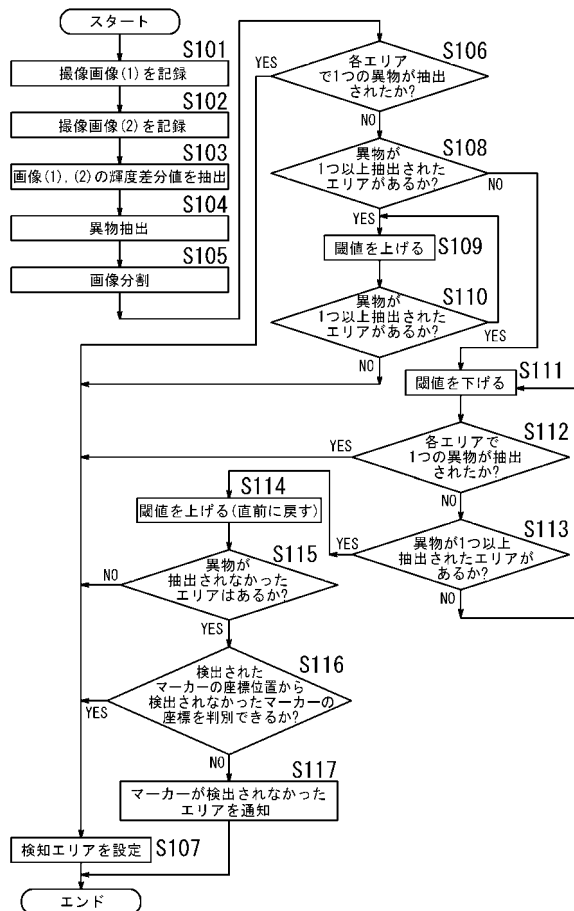 スタート
S101
撮像画像(1)を記録
S102
撮像画像(2)を記録
S103
画像(1),(2)の輝度差分値を抽出
S104
異物抽出
S105
画像分割
S106
各エリア
で1つの異物が抽出
されたか?
YES
NO
S108
異物が
1つ以上抽出された
エリアがあるか?
NO
YES
S109
閾値を上げる
S110
異物が
1つ以上抽出された
エリアがあるか?
YES
NO
S111
閾値を下げる
S112
各エリアで
1つの異物が抽出
されたか?
YES
NO
S113
異物が1つ以上
抽出されたエリアが
あるか?
YES
NO
S114
閾値を上げる(直前に戻す)
S115
異物が
抽出されなかった
エリアはあるか?
NO
YES
S116
検出された
マーカーの座標位置から
検出されなかったマーカーの
座標を判別できるか?
YES
NO
S117
マーカーが検出されなかった
エリアを通知
S107
検知エリアを設定
エンド